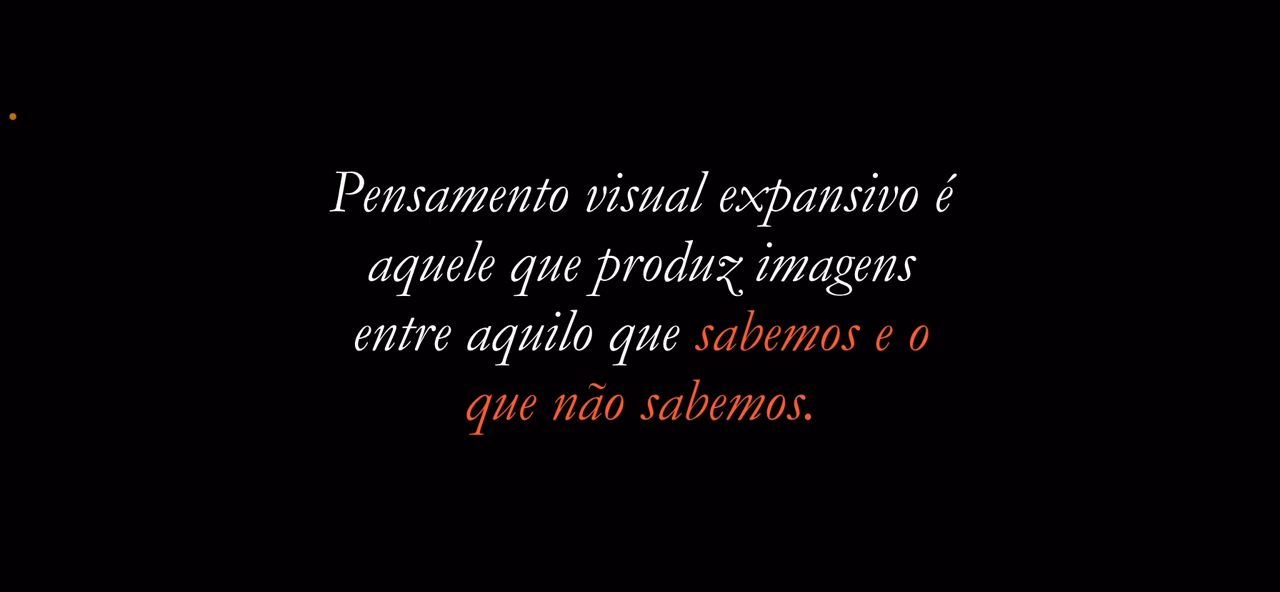 Pensamento visual expansivo é
aquele que produz imagens
entre aquilo que sabemos e o
que não sabemos.